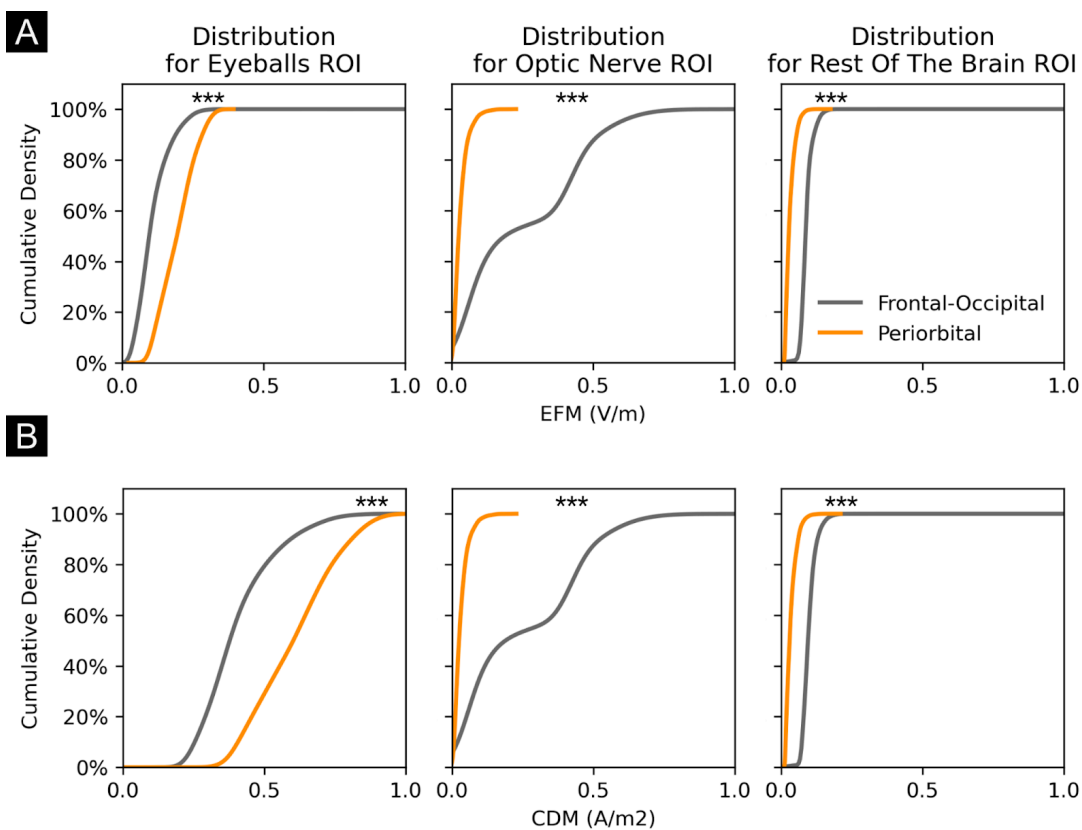 A
Distribution
for Eyeballs ROI
Distribution
for Optic Nerve ROI
Distribution
for Rest Of The Brain ROI
***
***
***
Cumulative Density
100%
80%
60%
40%
20%
0%
Frontal-Occipital
Periorbital
0.0 0.5 1.0
0.0 0.5 1.0
0.0 0.5 1.0
EFM (V/m)
B
***
***
***
Cumulative Density
100%
80%
60%
40%
20%
0%
0.0 0.5 1.0
0.0 0.5 1.0
0.0 0.5 1.0
CDM (A/m2)